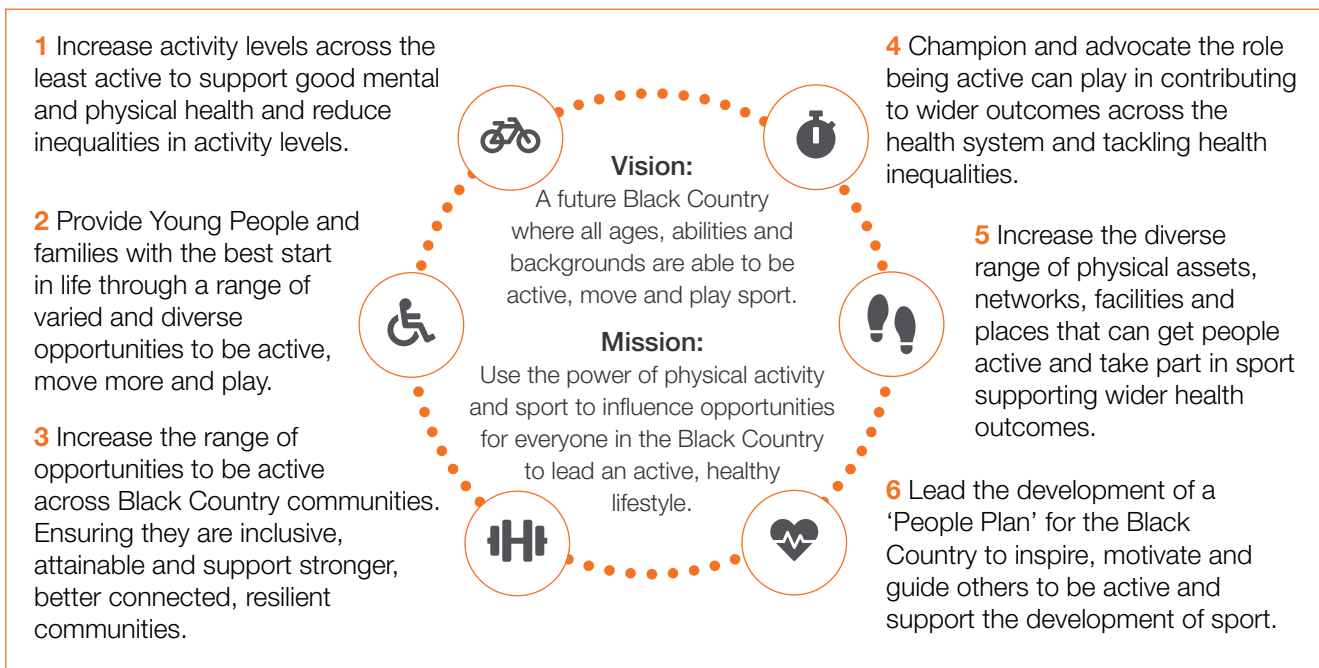 1 Increase activity levels across the
least active to support good mental
and physical health and reduce
inequalities in activity levels.
2 Provide Young People and
families with the best start
in life through a range of
varied and diverse
opportunities to be active,
move more and play.
3 Increase the range of
opportunities to be active
across Black Country communities.
Ensuring they are inclusive,
attainable and support stronger,
better connected, resilient
communities.
Vision:
A future Black Country
where all ages, abilities and
backgrounds are able to be
active, move and play sport.
Mission:
Use the power of physical activity
and sport to influence opportunities
for everyone in the Black Country
to lead an active, healthy
lifestyle.
4 Champion and advocate the role
being active can play in contributing
to wider outcomes across the
health system and tackling health
inequalities.
5 Increase the diverse
range of physical assets,
networks, facilities and
places that can get people
active and take part in sport
supporting wider health
outcomes.
6 Lead the development of a
‘People Plan’ for the Black
Country to inspire, motivate and
guide others to be active and
support the development of sport.